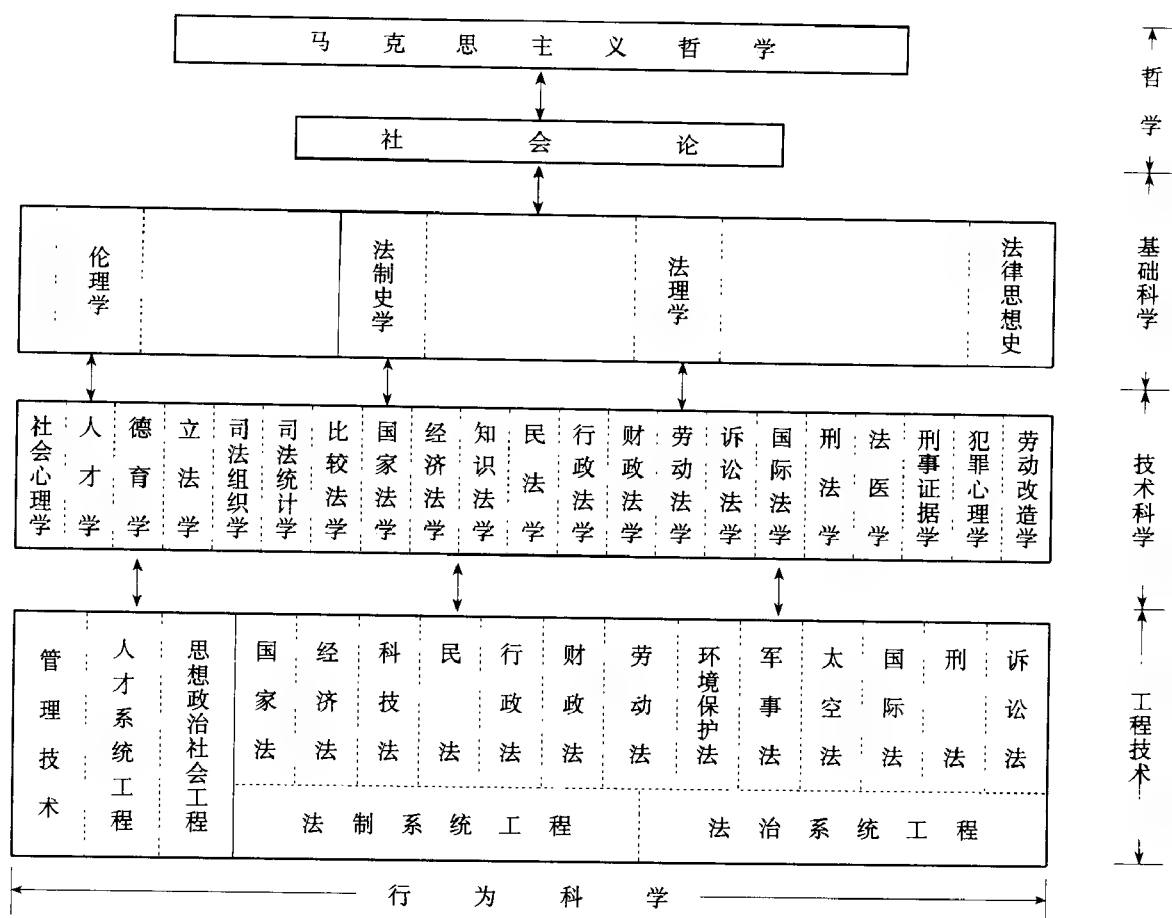 马克思主义哲学
社会论
伦理学
法制史学
法理学
法律思想史
社会心理学
人才学
德育学
立法学
司法组织学
司法统计学
比较法学
国家法学
经济法学
知识法学
民法学
行政法学
财政法学
劳动法学
诉讼法学
国际法学
刑法学
法医学
刑事证据学
犯罪心理学
劳动改造学
管理技术
人才系统工程
思想政治社会工程
国家法
经济法
科技法
民法
行政法
财政法
劳动法
环境保护法
军事法
太空法
国际法
刑法
诉讼法
法制系统工程
法治系统工程
行为科学
哲学
基础科学
技术科学
工程技术